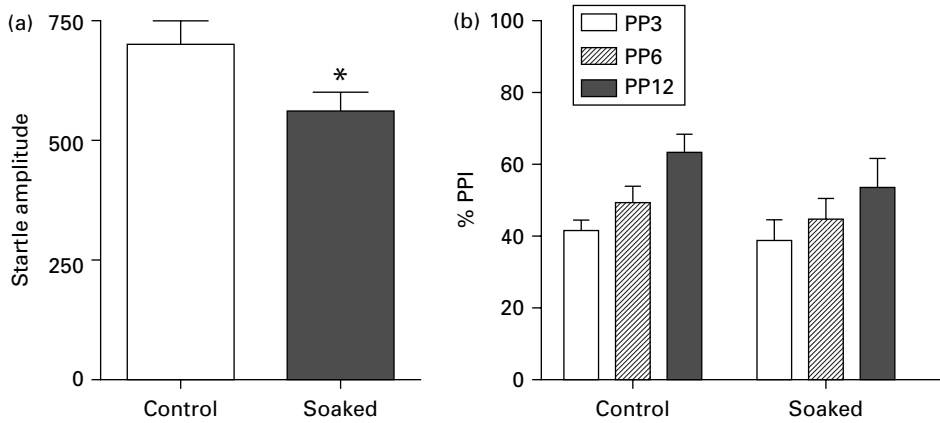 (a)
750
500
250
0
Startle amplitude
*
Control
Soaked
(b)
100
80
60
40
20
0
% PPI
PP3
PP6
PP12
Control
Soaked